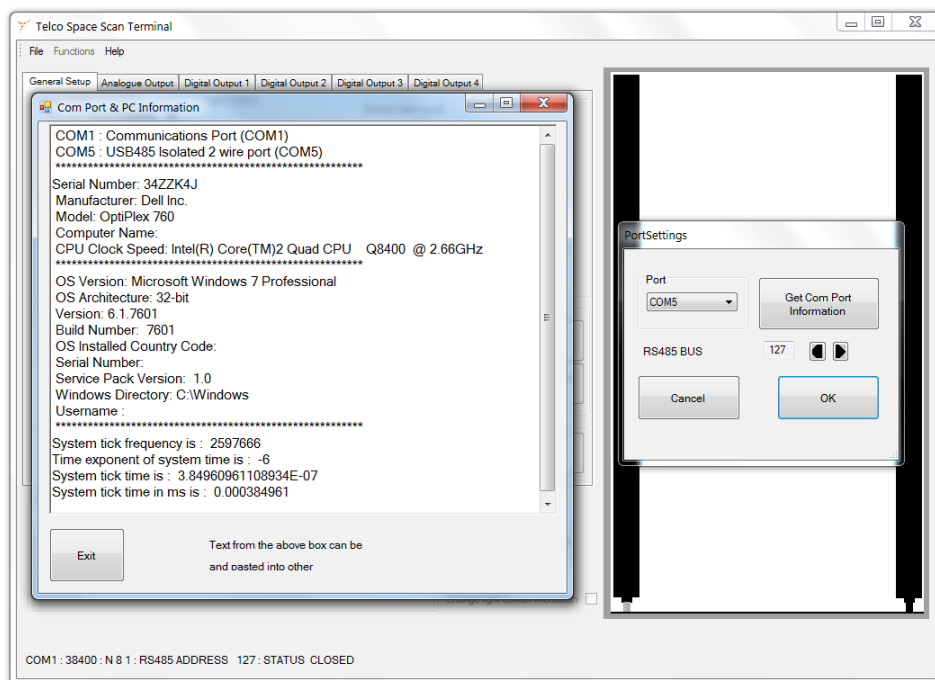 Telco Space Scan Terminal
File Functions Help
General Setup Analogue Output Digital Output 1 Digital Output 2 Digital Output 3 Digital Output 4
Com Port & PC Information
COM1 : Communications Port (COM1)
COM5 : USB485 Isolated 2 wire port (COM5)
***********************************************************
Serial Number: 34ZZK4J
Manufacturer: Dell Inc.
Model: OptiPlex 760
Computer Name:
CPU Clock Speed: Intel(R) Core(TM)2 Quad CPU    Q8400  @ 2.66GHz
***********************************************************
OS Version: Microsoft Windows 7 Professional
OS Architecture: 32-bit
Version: 6.1.7601
Build Number:  7601
OS Installed Country Code:
Serial Number:
Service Pack Version:  1.0
Windows Directory: C:\Windows
Username :
***********************************************************
System tick frequency is :  2597666
Time exponent of system time is :  -6
System tick time is :  3.84960961108934E-07
System tick time in ms is :  0.000384961
Exit
Text from the above box can be
and pasted into other
PortSettings
Port
COM5
Get Com Port
Information
RS485 BUS 127
Cancel
OK
COM1 : 38400 : N 8 1 : RS485 ADDRESS   127 : STATUS  CLOSED